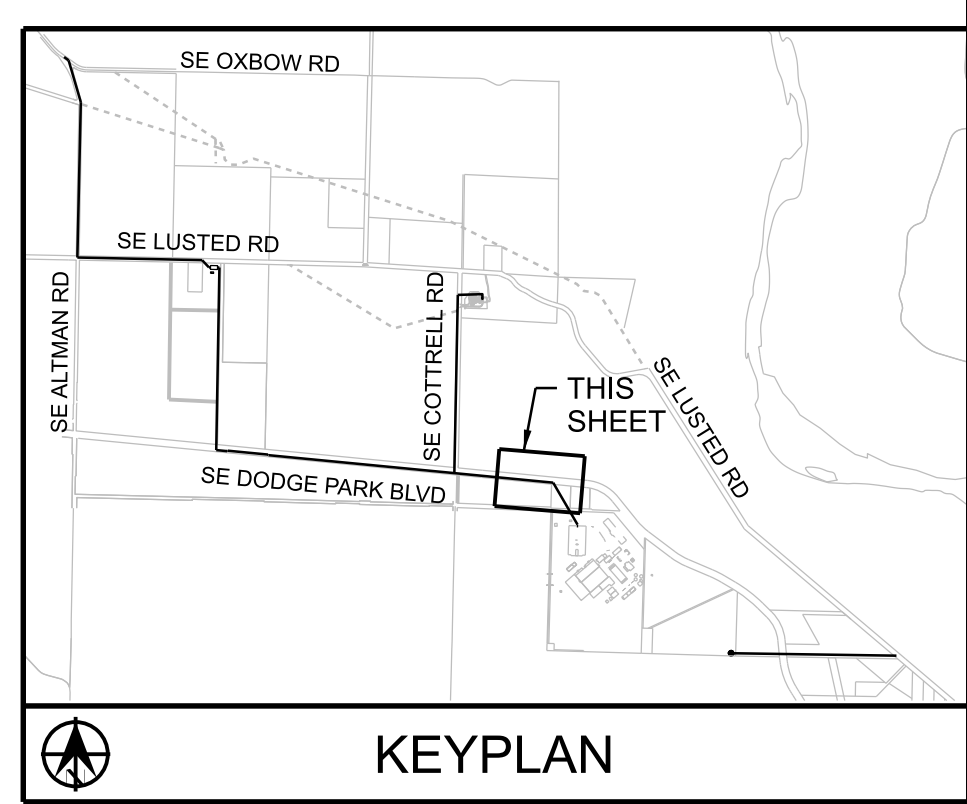 SE OXBOW RD
SE LUSTED RD
SE ALTMAN RD
SE COTTRELL RD
THIS
SHEET
SE LUSTED RD
SE DODGE PARK BLVD
KEYPLAN